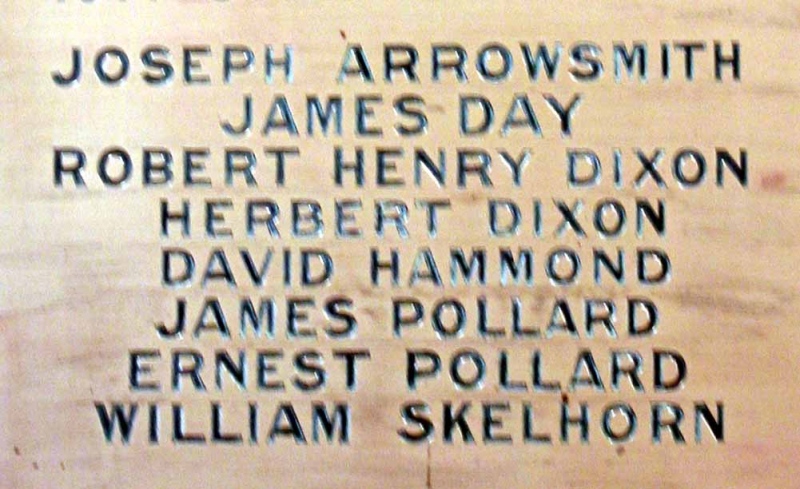 JOSEPH ARROWSMITH
JAMES DAY
ROBERT HENRY DIXON
HERBERT DIXON
DAVID HAMMOND
JAMES POLLARD
ERNEST POLLARD
WILLIAM SKELHORN